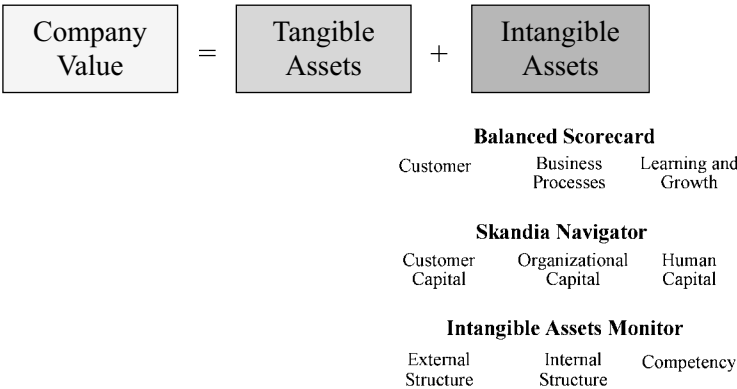 Company Value = Tangible Assets + Intangible Assets
Balanced Scorecard
Customer Business Processes Learning and Growth
Skandia Navigator
Customer Capital Organizational Capital Human Capital
Intangible Assets Monitor
External Structure Internal Structure Competency